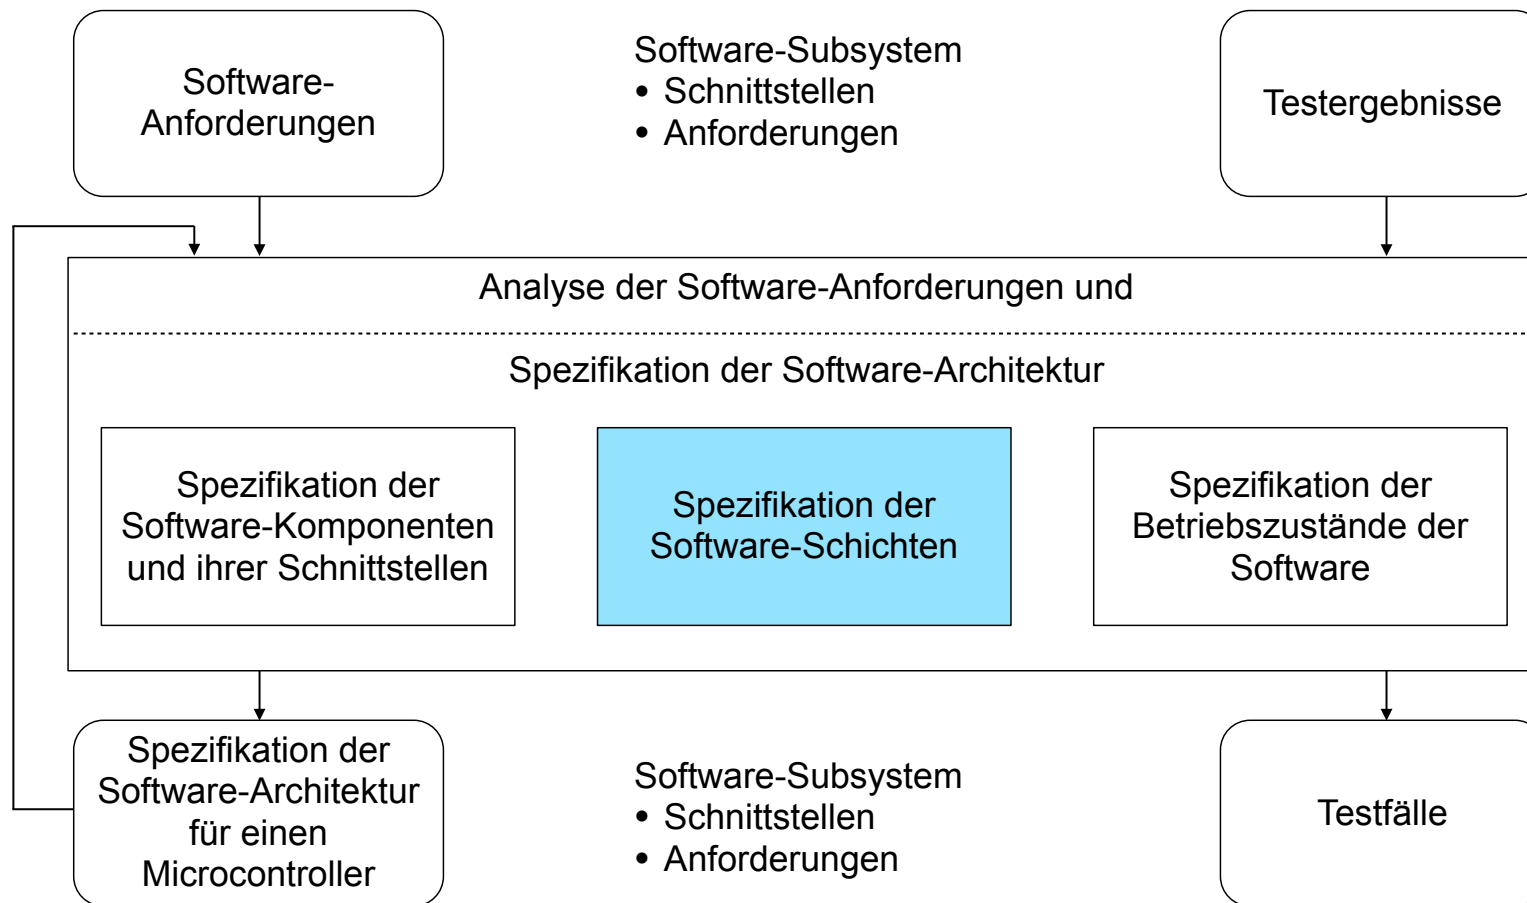 Software-
Anforderungen
Software-Subsystem
• Schnittstellen
• Anforderungen
Testergebnisse
Analyse der Software-Anforderungen und
Spezifikation der Software-Architektur
Spezifikation der
Software-Komponenten
und ihrer Schnittstellen
Spezifikation der
Software-Schichten
Spezifikation der
Betriebszustände der
Software
Spezifikation der
Software-Architektur
für einen
Microcontroller
Software-Subsystem
• Schnittstellen
• Anforderungen
Testfälle